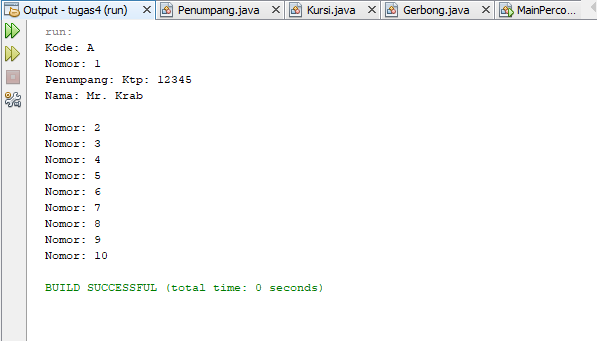 Output - tugas4 (run) Penumpang.java Kursi.java Gerbong.java MainPerco...
run:
Kode: A
Nomor: 1
Penumpang: Ktp: 12345
Nama: Mr. Krab
Nomor: 2
Nomor: 3
Nomor: 4
Nomor: 5
Nomor: 6
Nomor: 7
Nomor: 8
Nomor: 9
Nomor: 10
BUILD SUCCESSFUL (total time: 0 seconds)